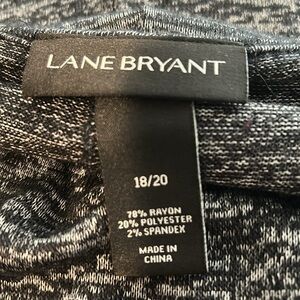 LANE BRYANT
18/20
78% RAYON
20% POLYESTER
2% SPANDEX
MADE IN
CHINA